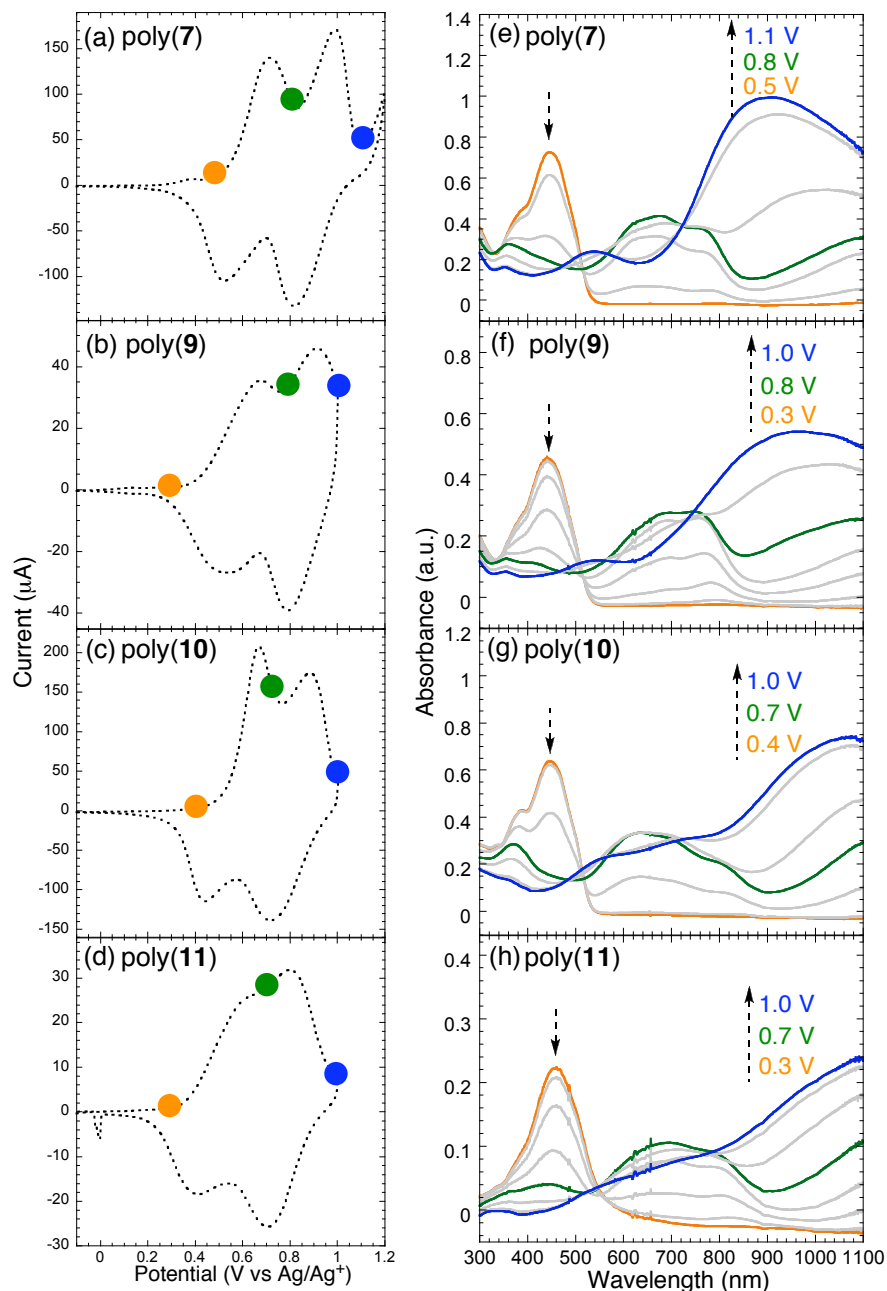 (a) poly(7)
150
100
50
0
-50
-100
(b) poly(9)
40
20
0
-20
-40
(c) poly(10)
200
150
100
50
0
-50
-100
-150
(d) poly(11)
30
20
10
0
-10
-20
-30
0 0.2 0.4 0.6 0.8 1 1.2
Potential (V vs Ag/Ag+)
Current (μA)
(e) poly(7)
1.1 V
0.8 V
0.5 V
1.4
1.2
1
0.8
0.6
0.4
0.2
0
(f) poly(9)
1.0 V
0.8 V
0.3 V
0.8
0.6
0.4
0.2
0
(g) poly(10)
1.0 V
0.7 V
0.4 V
1.2
1
0.8
0.6
0.4
0.2
0
(h) poly(11)
1.0 V
0.7 V
0.3 V
0.4
0.3
0.2
0.1
0
300 400 500 600 700 800 900 1000 1100
Wavelength (nm)
Absorbance (a.u.)